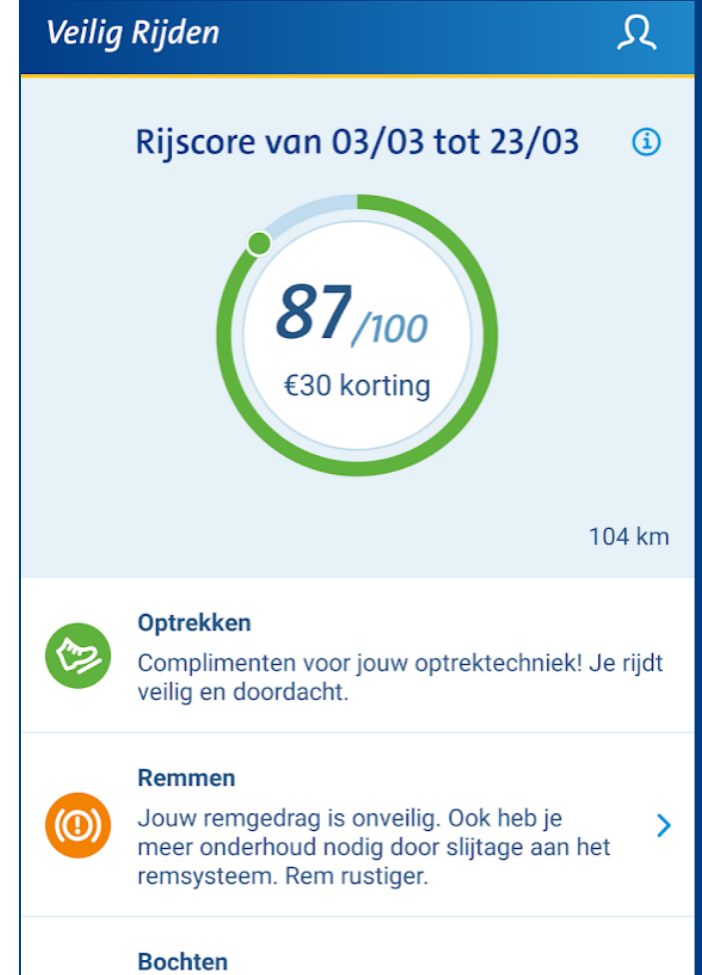 Veilig Rijden
Rijscore van 03/03 tot 23/03
87/100
€30 korting
104 km
Optrekken
Complimenten voor jouw optrektechniek! Je rijdt
veilig en doordacht.
Remmen
Jouw remgedrag is onveilig. Ook heb je
meer onderhoud nodig door slijtage aan het
remsysteem. Rem rustiger.
Bochten